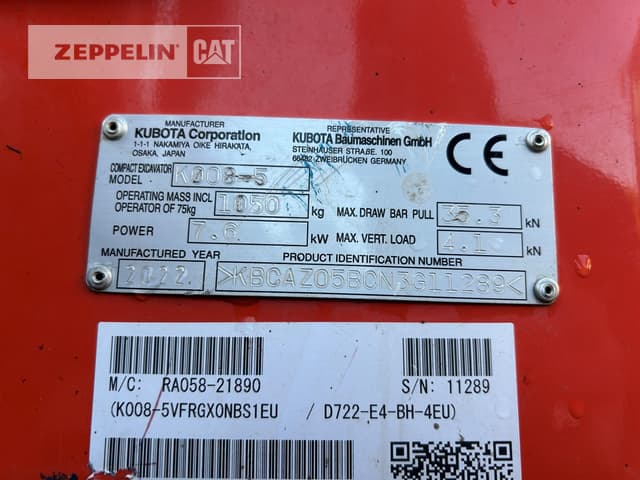 ZEPPELIN CAT
MANUFACTURER
KUBOTA Corporation
1-1-1 NAKAMIYA OIKE HIRAKATA,
OSAKA, JAPAN
REPRESENTATIVE
KUBOTA Baumaschinen GmbH
STEINHAUSER STRAßE, 100
66482-ZWEIBRÜCKEN GERMANY
CE
COMPACT EXCAVATOR
MODEL K008-5
OPERATING MASS INCL
OPERATOR OF 75kg 1050 kg
MAX. DRAW BAR PULL 35.3 kN
POWER 7.6 kW
MAX. VERT. LOAD 4.1 kN
MANUFACTURED YEAR
2022
PRODUCT IDENTIFICATION NUMBER
>KBCAZ05BCN3G11289<
M/C: RA058-21890
S/N: 11289
(K008-5VFRGX0NBS1EU / D722-E4-BH-4EU)